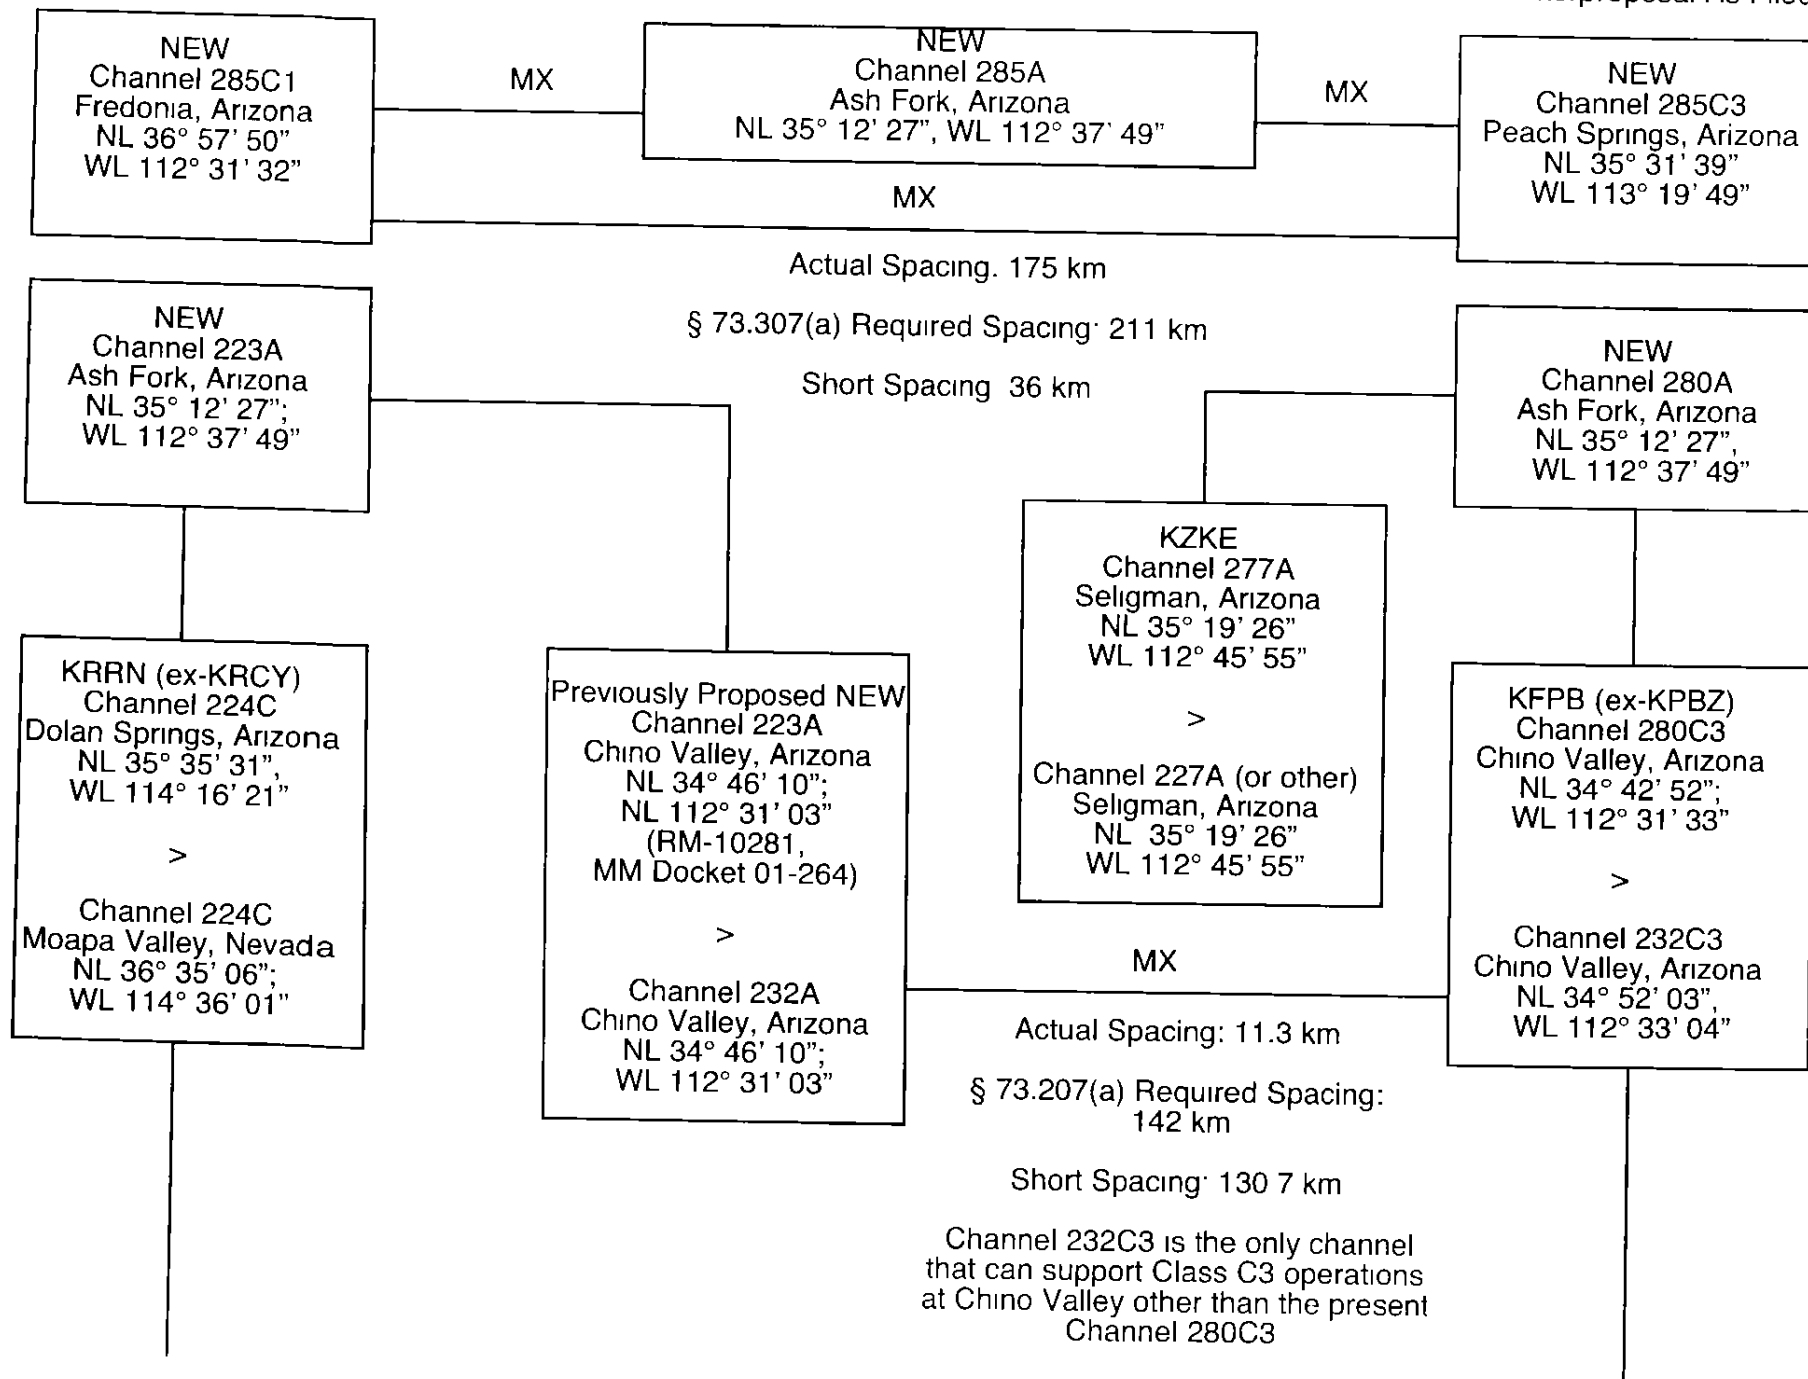 NEW
Channel 285C1
Fredonia, Arizona
NL 36° 57' 50"
WL 112° 31' 32"
MX
NEW
Channel 285A
Ash Fork, Arizona
NL 35° 12' 27", WL 112° 37' 49"
MX
NEW
Channel 285C3
Peach Springs, Arizona
NL 35° 31' 39"
WL 113° 19' 49"
MX
Actual Spacing. 175 km
§ 73.307(a) Required Spacing· 211 km
Short Spacing 36 km
NEW
Channel 223A
Ash Fork, Arizona
NL 35° 12' 27";
WL 112° 37' 49"
NEW
Channel 280A
Ash Fork, Arizona
NL 35° 12' 27",
WL 112° 37' 49"
KRRN (ex-KRCY)
Channel 224C
Dolan Springs, Arizona
NL 35° 35' 31",
WL 114° 16' 21"
>
Channel 224C
Moapa Valley, Nevada
NL 36° 35' 06";
WL 114° 36' 01"
Previously Proposed NEW
Channel 223A
Chino Valley, Arizona
NL 34° 46' 10";
NL 112° 31' 03"
(RM-10281,
MM Docket 01-264)
>
Channel 232A
Chino Valley, Arizona
NL 34° 46' 10";
WL 112° 31' 03"
KZKE
Channel 277A
Seligman, Arizona
NL 35° 19' 26"
WL 112° 45' 55"
>
Channel 227A (or other)
Seligman, Arizona
NL 35° 19' 26"
WL 112° 45' 55"
KFPB (ex-KPBZ)
Channel 280C3
Chino Valley, Arizona
NL 34° 42' 52";
WL 112° 31' 33"
>
Channel 232C3
Chino Valley, Arizona
NL 34° 52' 03",
WL 112° 33' 04"
MX
Actual Spacing: 11.3 km
§ 73.207(a) Required Spacing:
142 km
Short Spacing· 130 7 km
Channel 232C3 is the only channel
that can support Class C3 operations
at Chino Valley other than the present
Channel 280C3